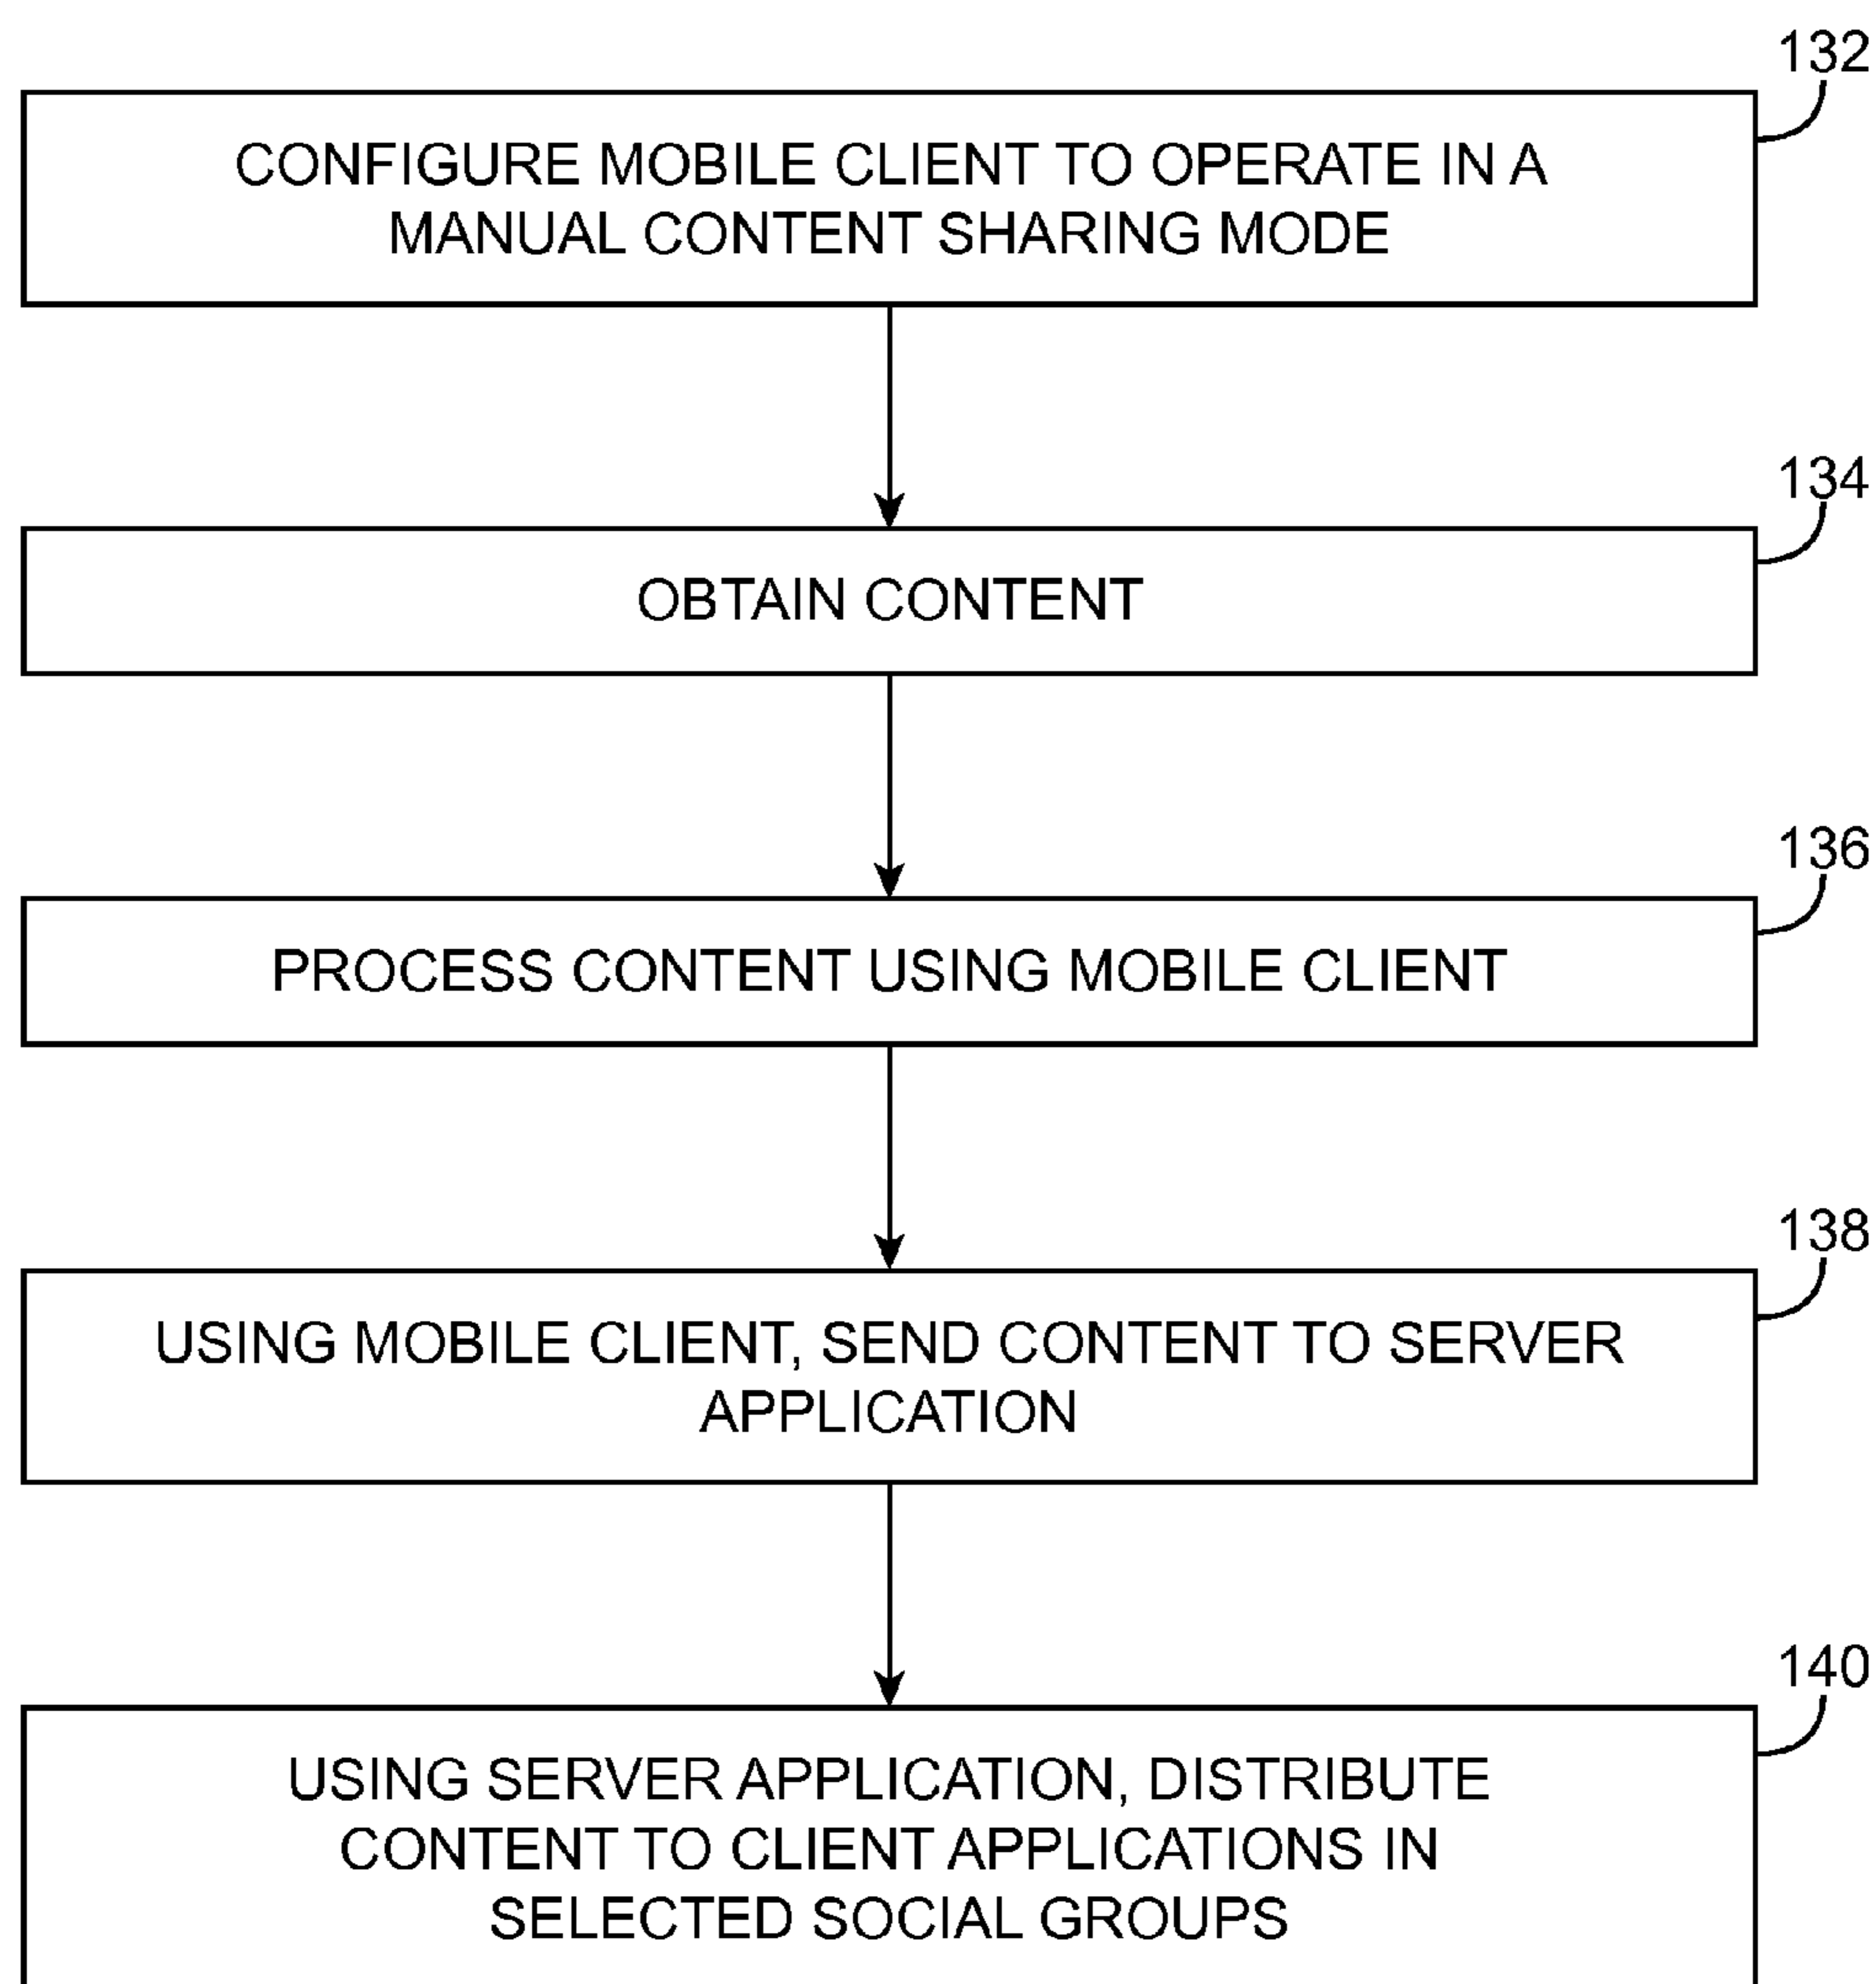 132
CONFIGURE MOBILE CLIENT TO OPERATE IN A
MANUAL CONTENT SHARING MODE
134
OBTAIN CONTENT
136
PROCESS CONTENT USING MOBILE CLIENT
138
USING MOBILE CLIENT, SEND CONTENT TO SERVER
APPLICATION
140
USING SERVER APPLICATION, DISTRIBUTE
CONTENT TO CLIENT APPLICATIONS IN
SELECTED SOCIAL GROUPS